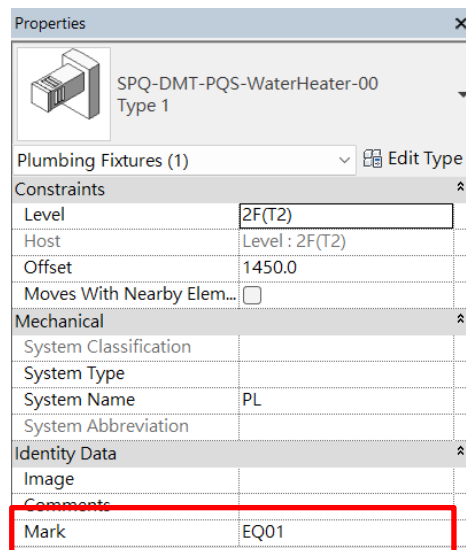 Properties
SPQ-DMT-PQS-WaterHeater-00
Type 1
Plumbing Fixtures (1)
Edit Type
Constraints
Level 2F(T2)
Host Level : 2F(T2)
Offset 1450.0
Moves With Nearby Elem...
Mechanical
System Classification
System Type
System Name PL
System Abbreviation
Identity Data
Image
Comments
Mark EQ01